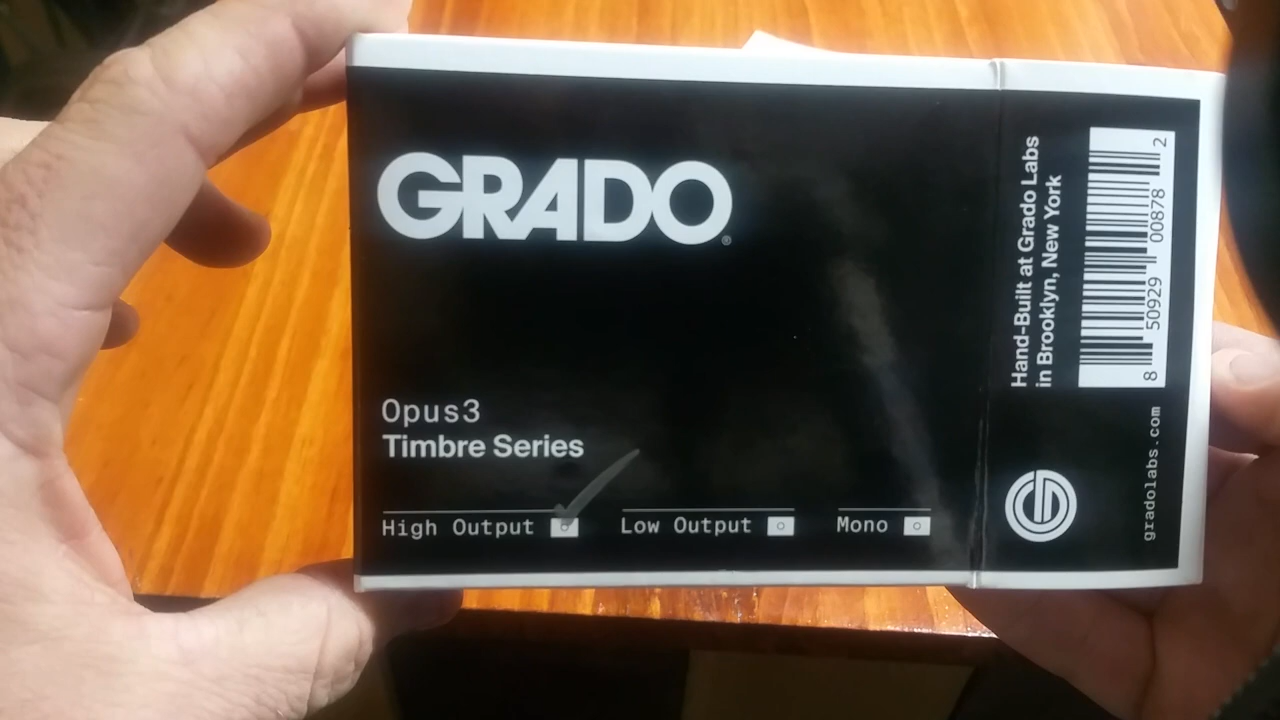 GRADO®
Opus3
Timbre Series
High Output Low Output Mono
Hand-Built at Grado Labs
in Brooklyn, New York
8 50929 00878 2
gradolabs.com